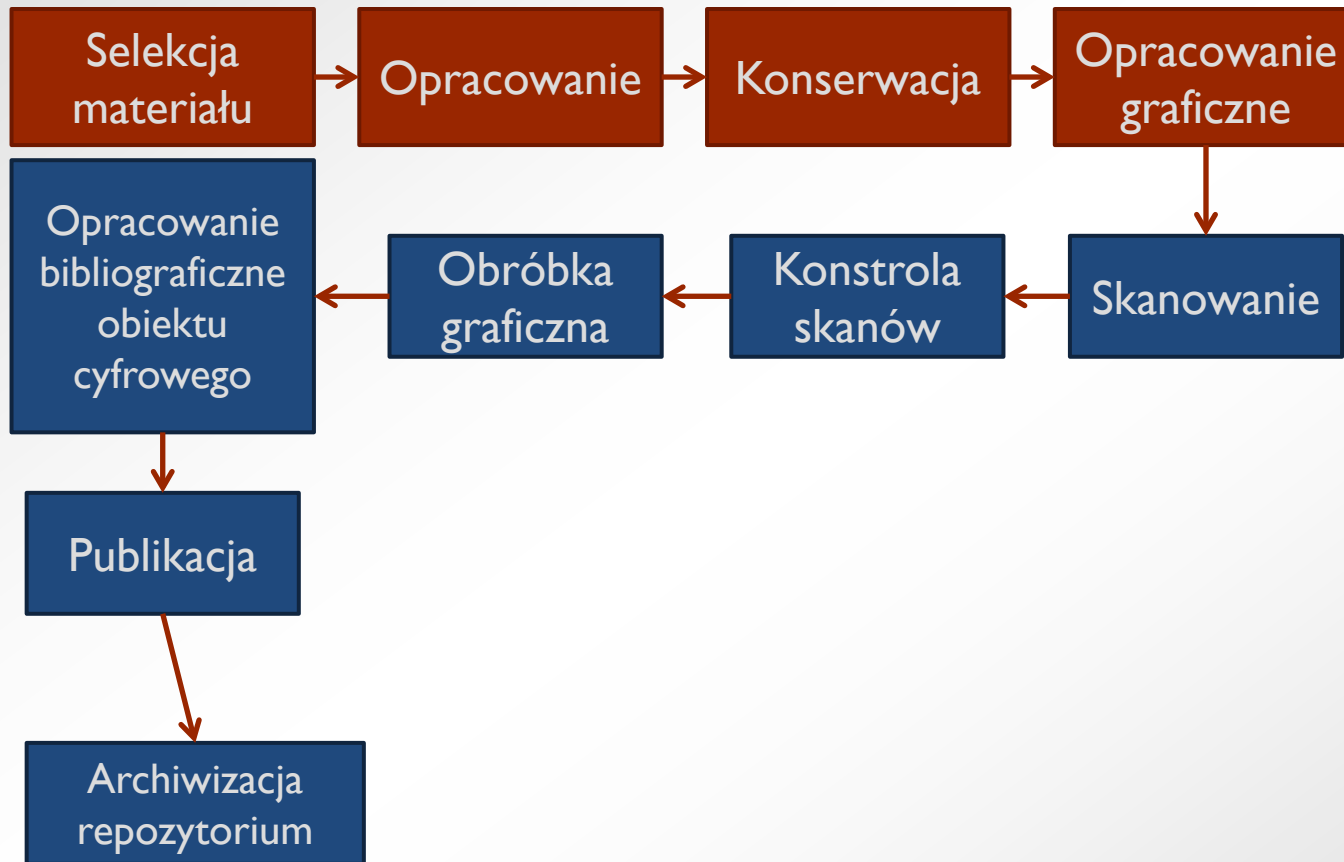 Selekcja
materiału
Opracowanie
Konserwacja
Opracowanie
graficzne
Skanowanie
Konstrola
skanów
Obróbka
graficzna
Opracowanie
bibliograficzne
obiektu
cyfrowego
Publikacja
Archiwizacja
repozytorium